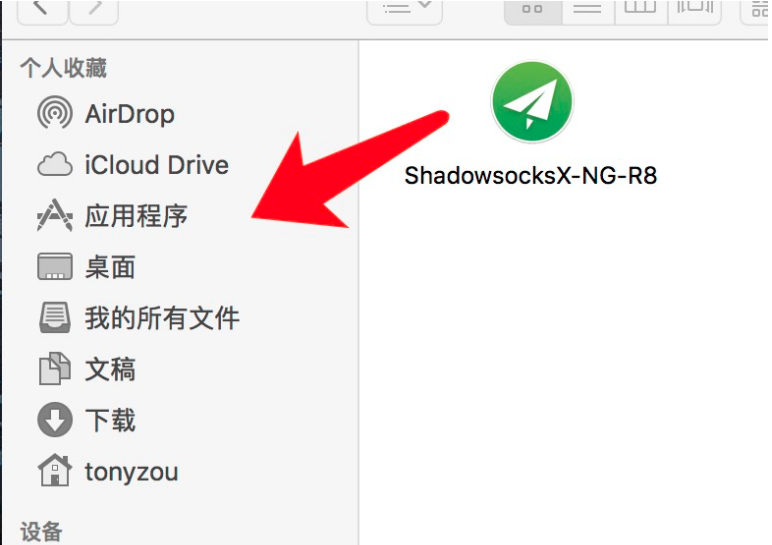 个人收藏
AirDrop
iCloud Drive
应用程序
桌面
我的所有文件
文稿
下载
tonyzou
设备
ShadowsocksX-NG-R8